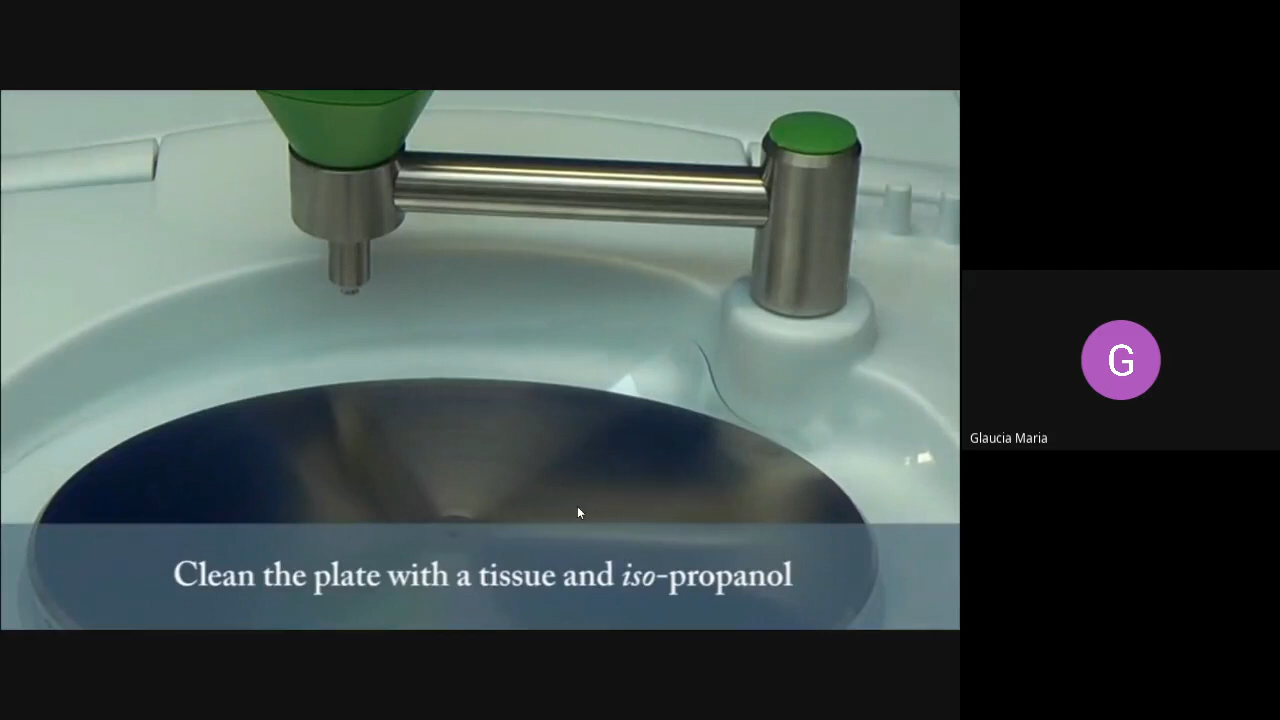 Clean the plate with a tissue and iso-propanol
G
Glaucia Maria